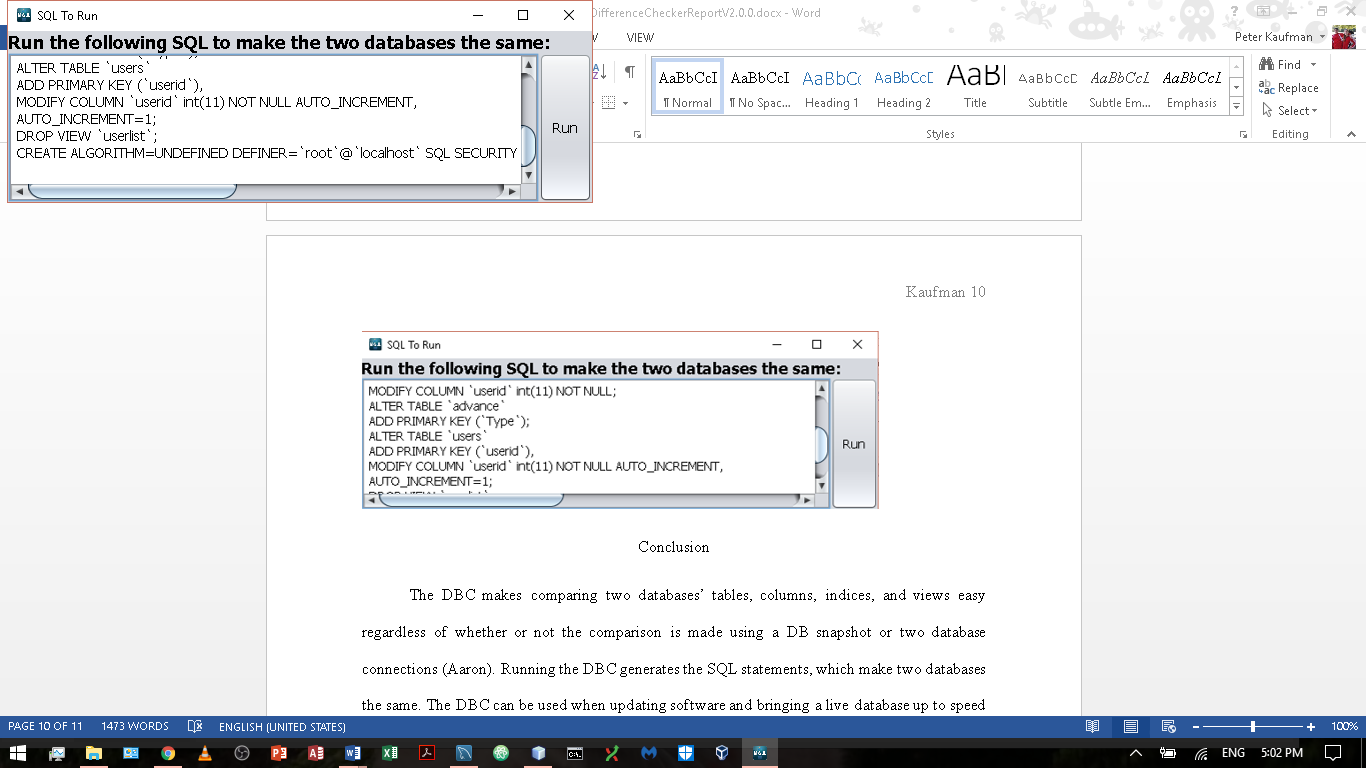 SQL To Run
Run the following SQL to make the two databases the same:
ALTER TABLE `users`
ADD PRIMARY KEY (`userid`),
MODIFY COLUMN `userid` int(11) NOT NULL AUTO_INCREMENT,
AUTO_INCREMENT=1;
DROP VIEW `userlist`;
CREATE ALGORITHM=UNDEFINED DEFINER=`root`@`localhost` SQL SECURITY
Run
DifferenceCheckerReportV2.0.0.docx - Word
VIEW
Peter Kaufman
AaBbCcI ¶ Normal
AaBbCcI ¶ No Spac...
AaBbCc Heading 1
AaBbCcD Heading 2
AaB Title
AaBbCcD Subtitle
AaBbCcI Subtle Em...
AaBbCcI Emphasis
Styles
Find
Replace
Select
Editing
Kaufman 10
SQL To Run
Run the following SQL to make the two databases the same:
MODIFY COLUMN `userid` int(11) NOT NULL;
ALTER TABLE `advance`
ADD PRIMARY KEY (`Type`);
ALTER TABLE `users`
ADD PRIMARY KEY (`userid`),
MODIFY COLUMN `userid` int(11) NOT NULL AUTO_INCREMENT,
AUTO_INCREMENT=1;
Run
Conclusion
The DBC makes comparing two databases’ tables, columns, indices, and views easy
regardless of whether or not the comparison is made using a DB snapshot or two database
connections (Aaron). Running the DBC generates the SQL statements, which make two databases
the same. The DBC can be used when updating software and bringing a live database up to speed
PAGE 10 OF 11 1473 WORDS ENGLISH (UNITED STATES) 100%
ENG 5:02 PM